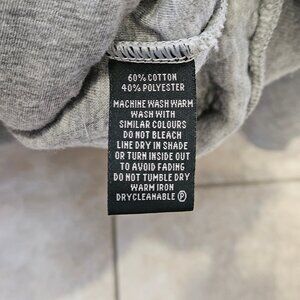 60% COTTON
40% POLYESTER
MACHINE WASH WARM
WASH WITH
SIMILAR COLOURS
DO NOT BLEACH
LINE DRY IN SHADE
OR TURN INSIDE OUT
TO AVOID FADING
DO NOT TUMBLE DRY
WARM IRON
DRYCLEANABLE Ⓟ